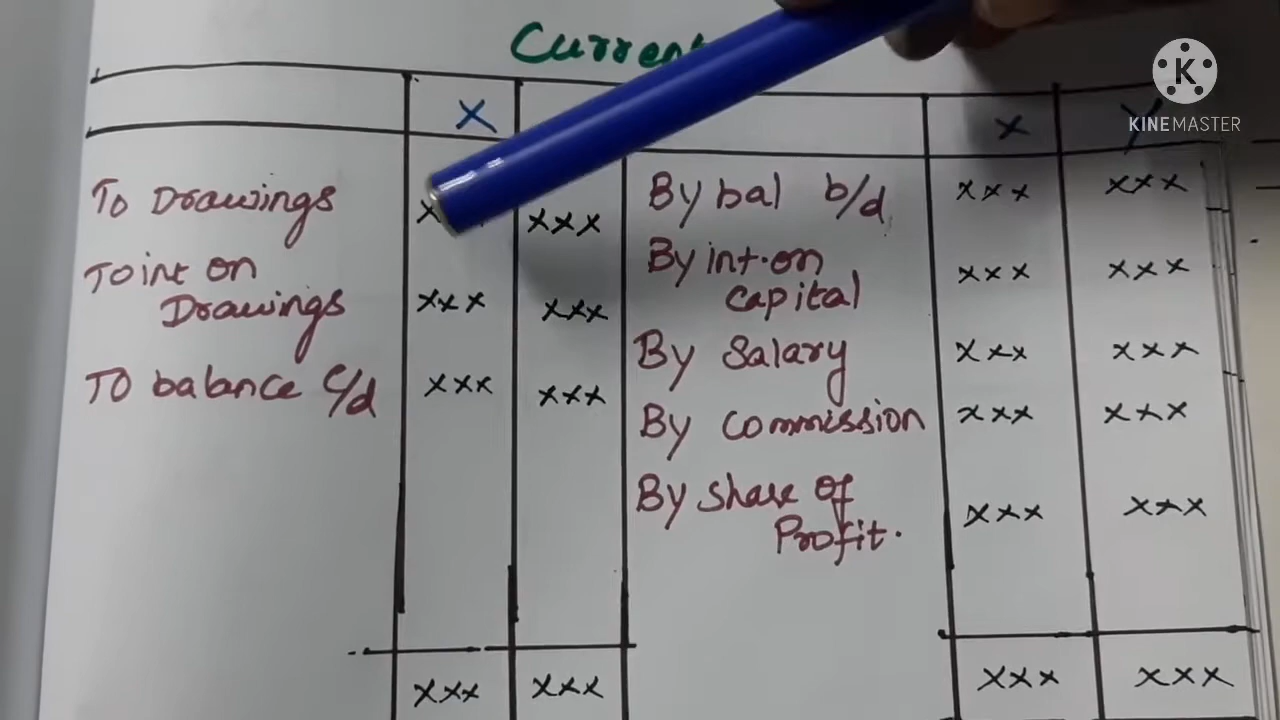 Current
X
X Y
To Drawings XXX
By bal b/d XXX XXX
To int on
Drawings XXX XXX
By int. on
capital XXX XXX
To balance c/d XXX XXX
By Salary XXX XXX
By commission XXX XXX
By share of
Profit. XXX XXX
XXX XXX
XXX XXX
K
KINEMASTER